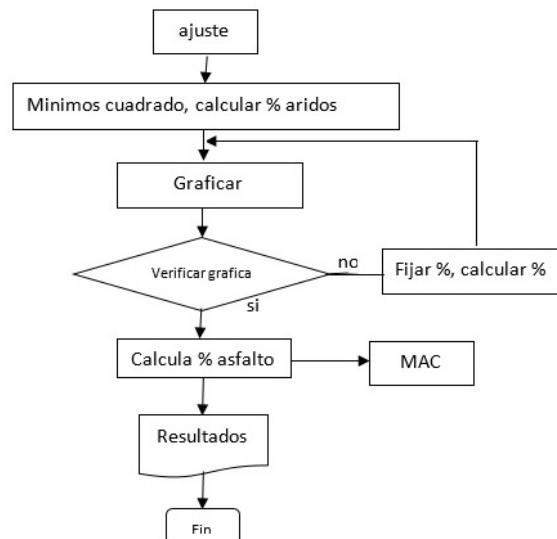 ajuste
Minimos cuadrado, calcular % aridos
Graficar
Verificar grafica
no
Fijar %, calcular %
si
Calcula % asfalto
MAC
Resultados
Fin